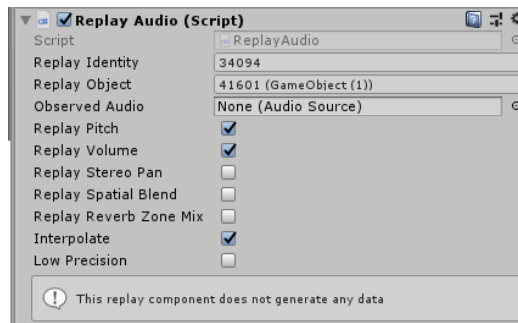 Replay Audio (Script)
Script ReplayAudio
Replay Identity 34094
Replay Object 41601 (GameObject (1))
Observed Audio None (Audio Source)
Replay Pitch
Replay Volume
Replay Stereo Pan
Replay Spatial Blend
Replay Reverb Zone Mix
Interpolate
Low Precision
This replay component does not generate any data